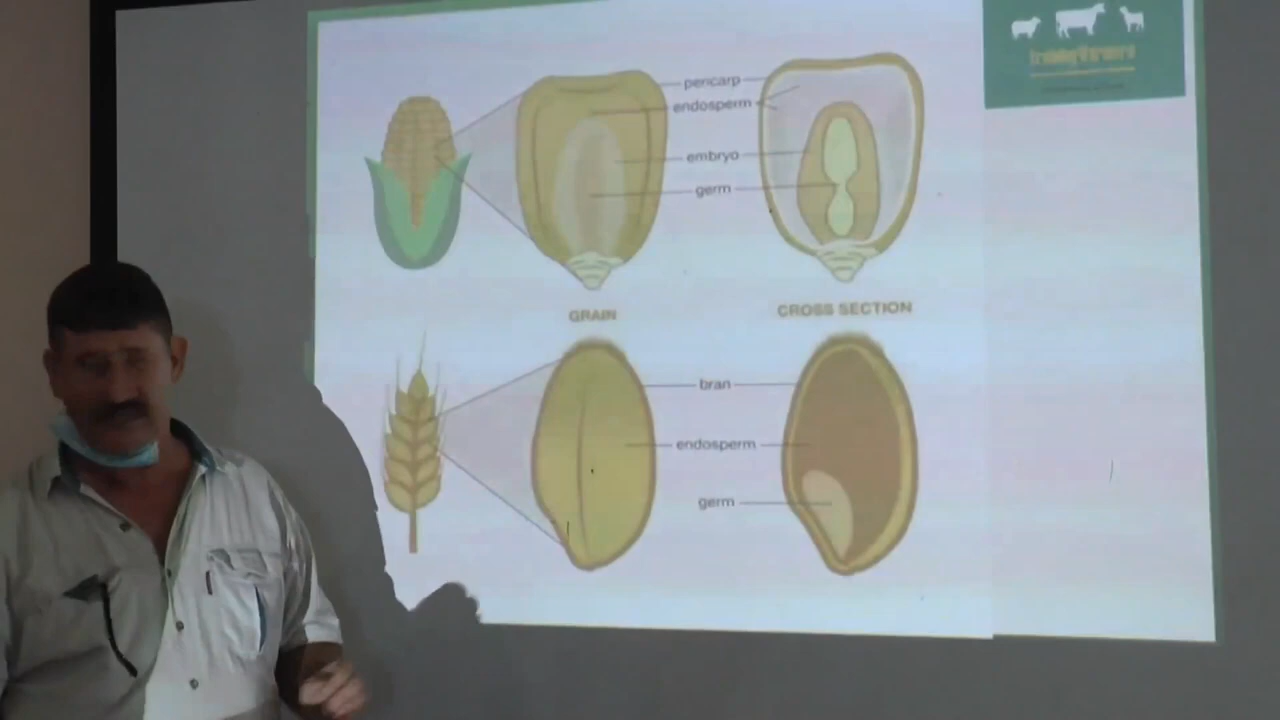 pericarp
endosperm
embryo
germ
GRAIN
CROSS SECTION
bran
endosperm
germ